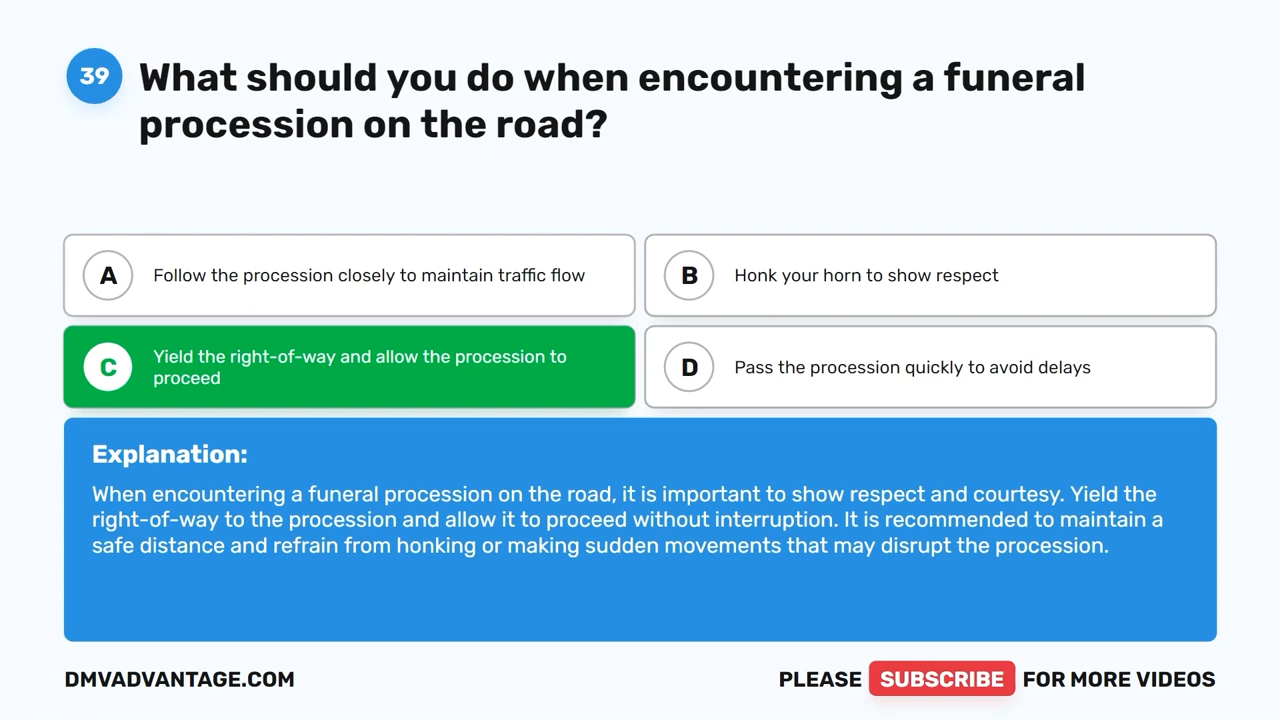 39
What should you do when encountering a funeral
procession on the road?
A
Follow the procession closely to maintain traffic flow
B
Honk your horn to show respect
C
Yield the right-of-way and allow the procession to
proceed
D
Pass the procession quickly to avoid delays
Explanation:
When encountering a funeral procession on the road, it is important to show respect and courtesy. Yield the
right-of-way to the procession and allow it to proceed without interruption. It is recommended to maintain a
safe distance and refrain from honking or making sudden movements that may disrupt the procession.
DMVADVANTAGE.COM
PLEASE SUBSCRIBE FOR MORE VIDEOS